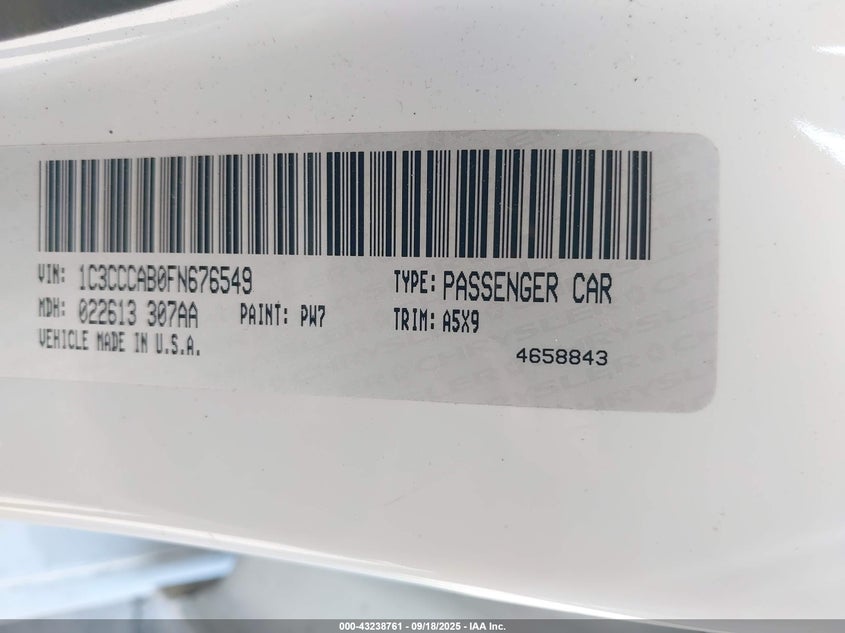 VIN: 1C3CCCAB0FN676549
TYPE: PASSENGER CAR
MDH: 022613 307AA
PAINT: PW7
TRIM: A5X9
VEHICLE MADE IN U.S.A.
4658843
000-43238761 - 09/18/2025 - IAA Inc.